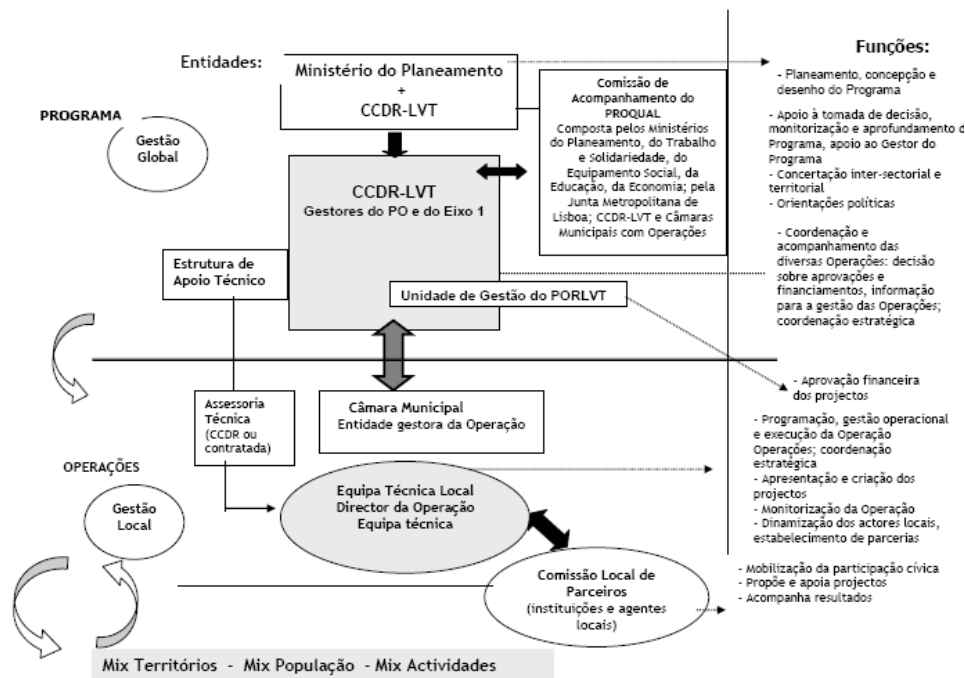 Entidades:
Ministério do Planeamento
+
CCDR-LVT
PROGRAMA
Gestão
Global
Comissão de
Acompanhamento do
PROQUAL
Composta pelos Ministérios
do Planeamento, do Trabalho
e Solidariedade, do
Equipamento Social, da
Educação, da Economia; pela
Junta Metropolitana de
Lisboa; CCDR-LVT e Câmaras
Municipais com Operações
CCDR-LVT
Gestores do PO e do Eixo 1
Estrutura de
Apoio Técnico
Unidade de Gestão do PORLVT
Assessoria
Técnica
(CCDR ou
contratada)
Câmara Municipal
Entidade gestora da Operação
OPERAÇÕES
Gestão
Local
Equipa Técnica Local
Director da Operação
Equipa técnica
Comissão Local de
Parceiros
(instituições e agentes
locais)
Mix Territórios - Mix População - Mix Actividades
Funções:
- Planeamento, concepção e
desenho do Programa
- Apoio à tomada de decisão,
monitorização e aprofundamento d
Programa, apoio ao Gestor do
Programa
- Concertação inter-sectorial e
territorial
- Orientações políticas
- Coordenação e
acompanhamento das
diversas Operações: decisão
sobre aprovações e
financiamentos, informação
para a gestão das Operações;
coordenação estratégica
- Aprovação financeira
dos projectos
- Programação, gestão operacional
e execução da Operação
Operações; coordenação
estratégica
- Apresentação e criação dos
projectos
- Monitorização da Operação
- Dinamização dos actores locais,
estabelecimento de parcerias
- Mobilização da participação cívica
- Propõe e apoia projectos
- Acompanha resultados